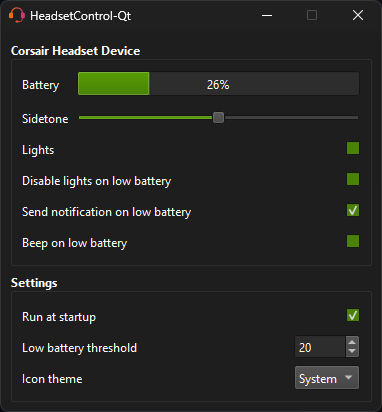 HeadsetControl-Qt
Corsair Headset Device
Battery 26%
Sidetone
Lights
Disable lights on low battery
Send notification on low battery
Beep on low battery
Settings
Run at startup
Low battery threshold 20
Icon theme System